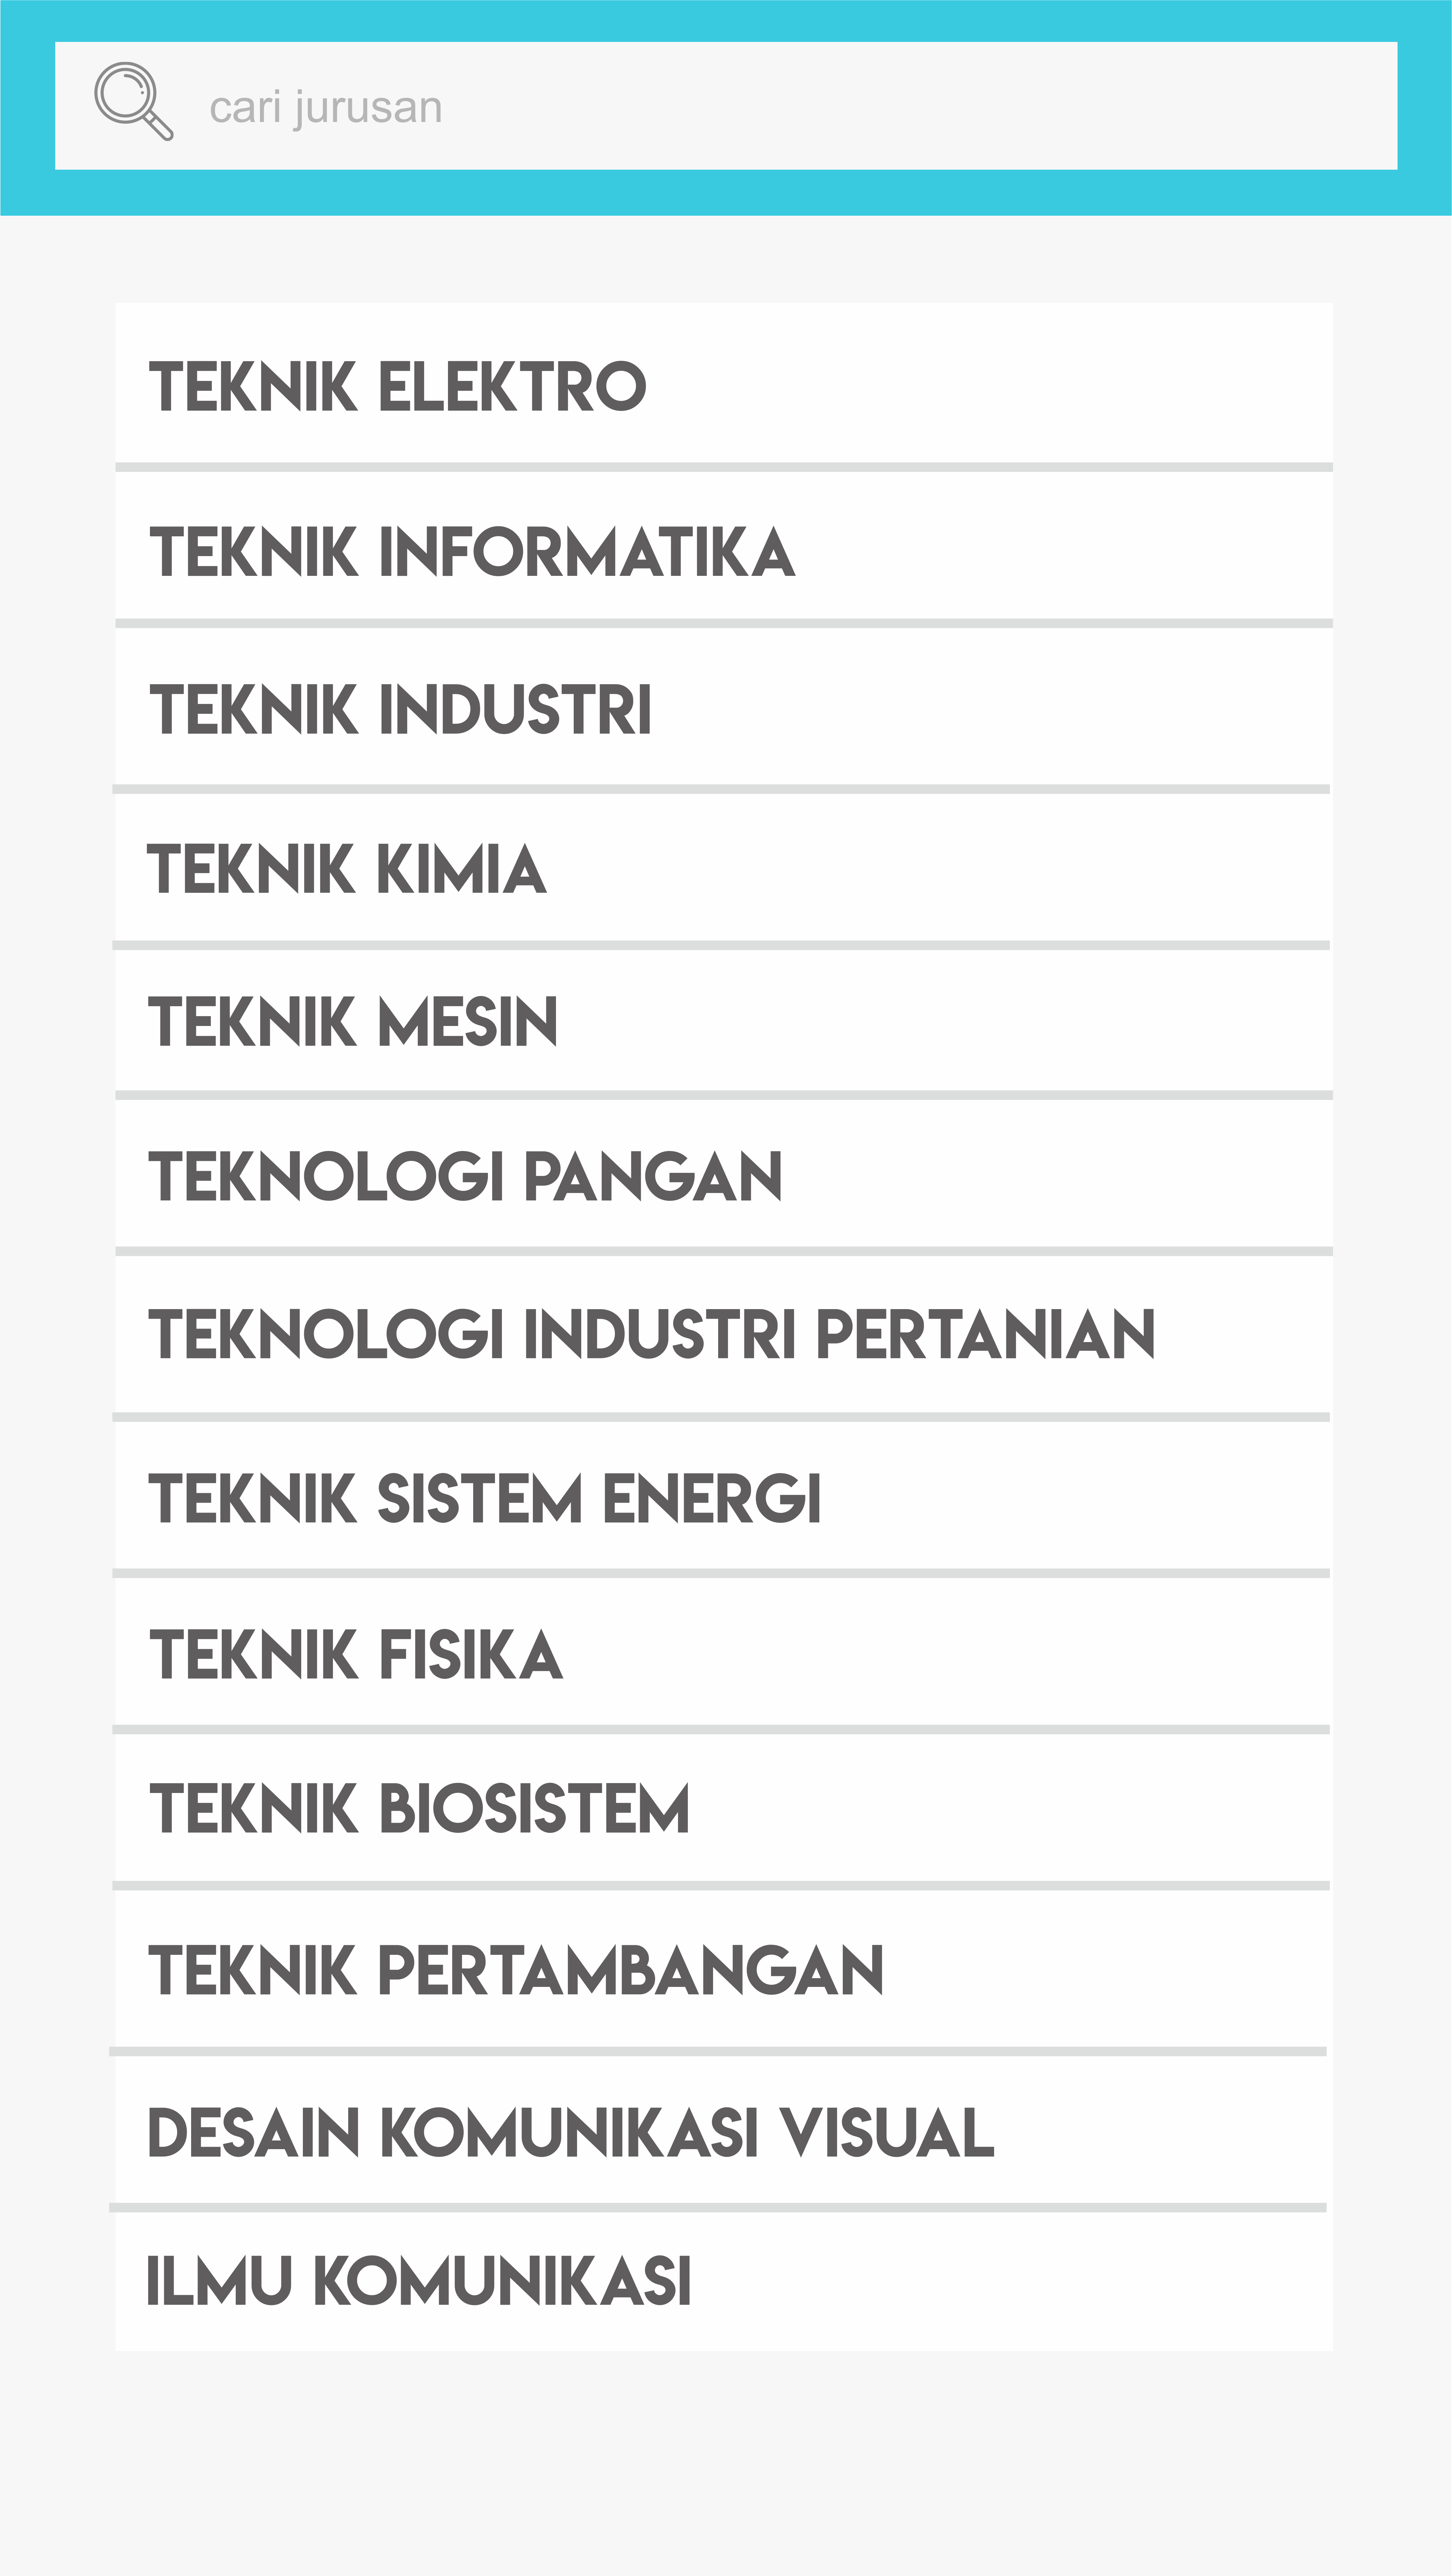 cari jurusan
TEKNIK ELEKTRO
TEKNIK INFORMATIKA
TEKNIK INDUSTRI
TEKNIK KIMIA
TEKNIK MESIN
TEKNOLOGI PANGAN
TEKNOLOGI INDUSTRI PERTANIAN
TEKNIK SISTEM ENERGI
TEKNIK FISIKA
TEKNIK BIOSISTEM
TEKNIK PERTAMBANGAN
DESAIN KOMUNIKASI VISUAL
ILMU KOMUNIKASI